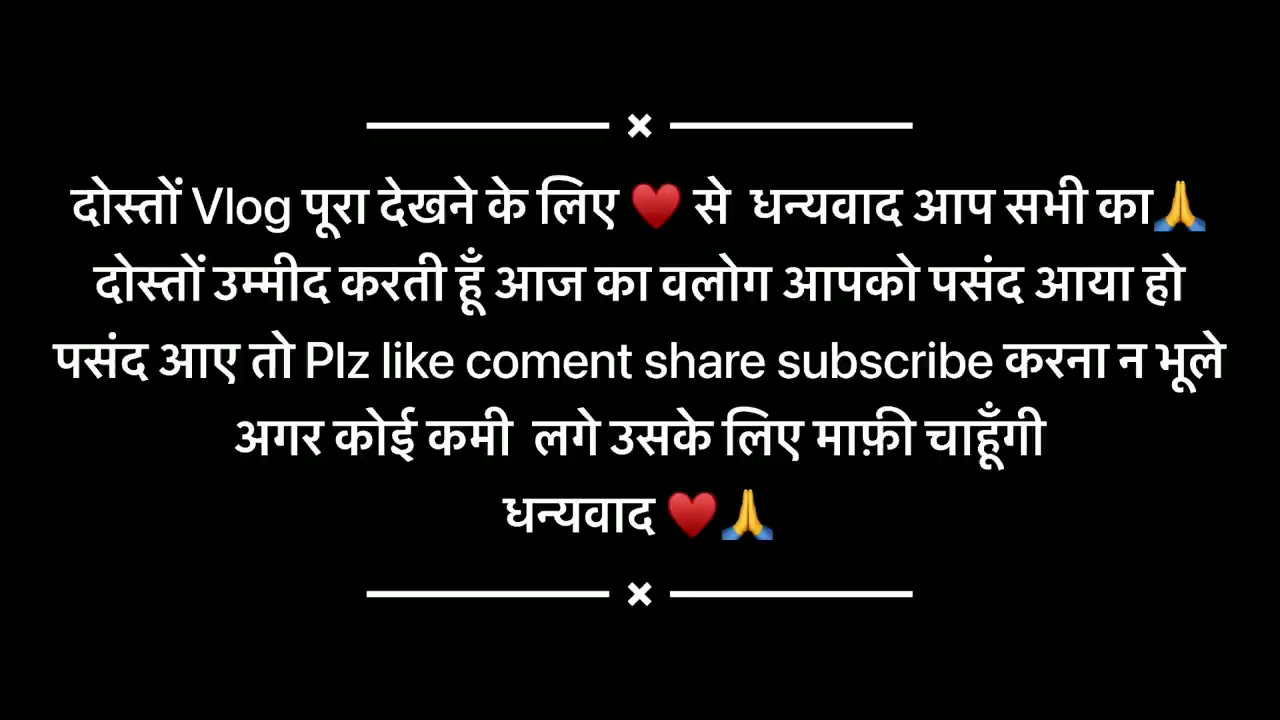 दोस्तों Vlog पूरा देखने के लिए ♥️ से धन्यवाद आप सभी का🙏
दोस्तों उम्मीद करती हूँ आज का वलोग आपको पसंद आया हो
पसंद आए तो Plz like coment share subscribe करना न भूले
अगर कोई कमी लगे उसके लिए माफ़ी चाहूँगी
धन्यवाद ♥️🙏